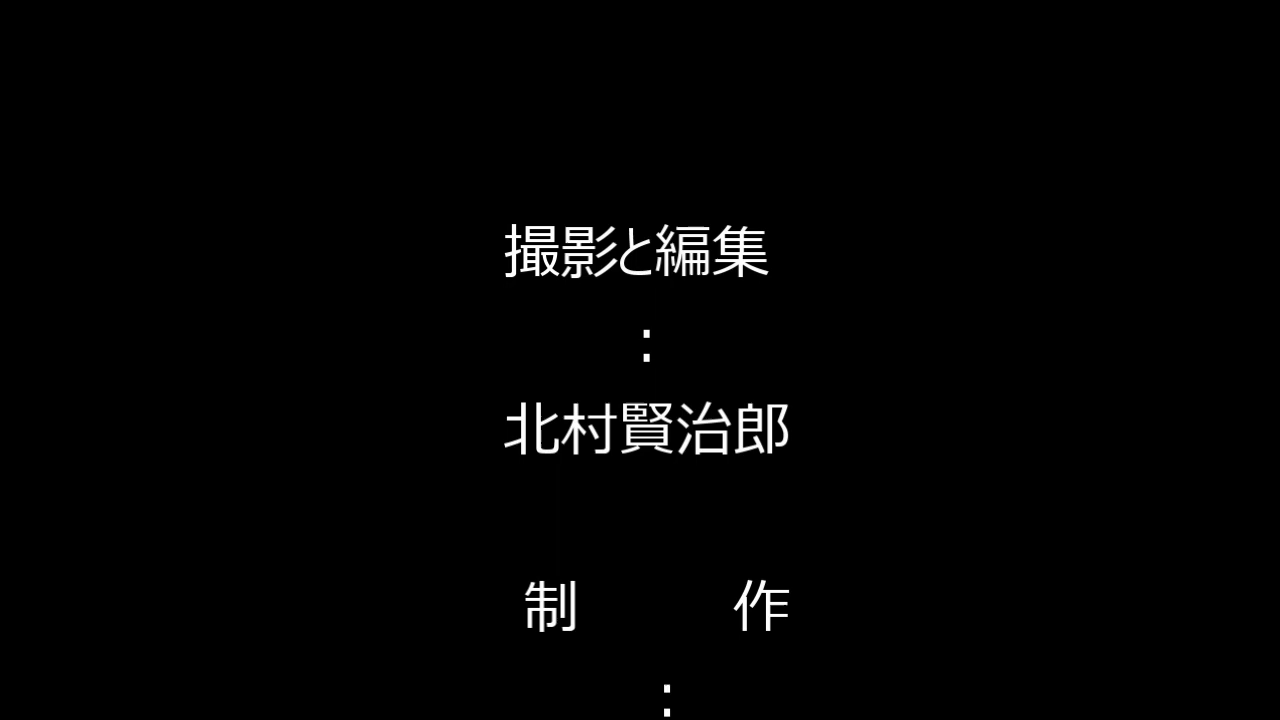 撮影と編集
:
北村賢治郎
制　　作
: